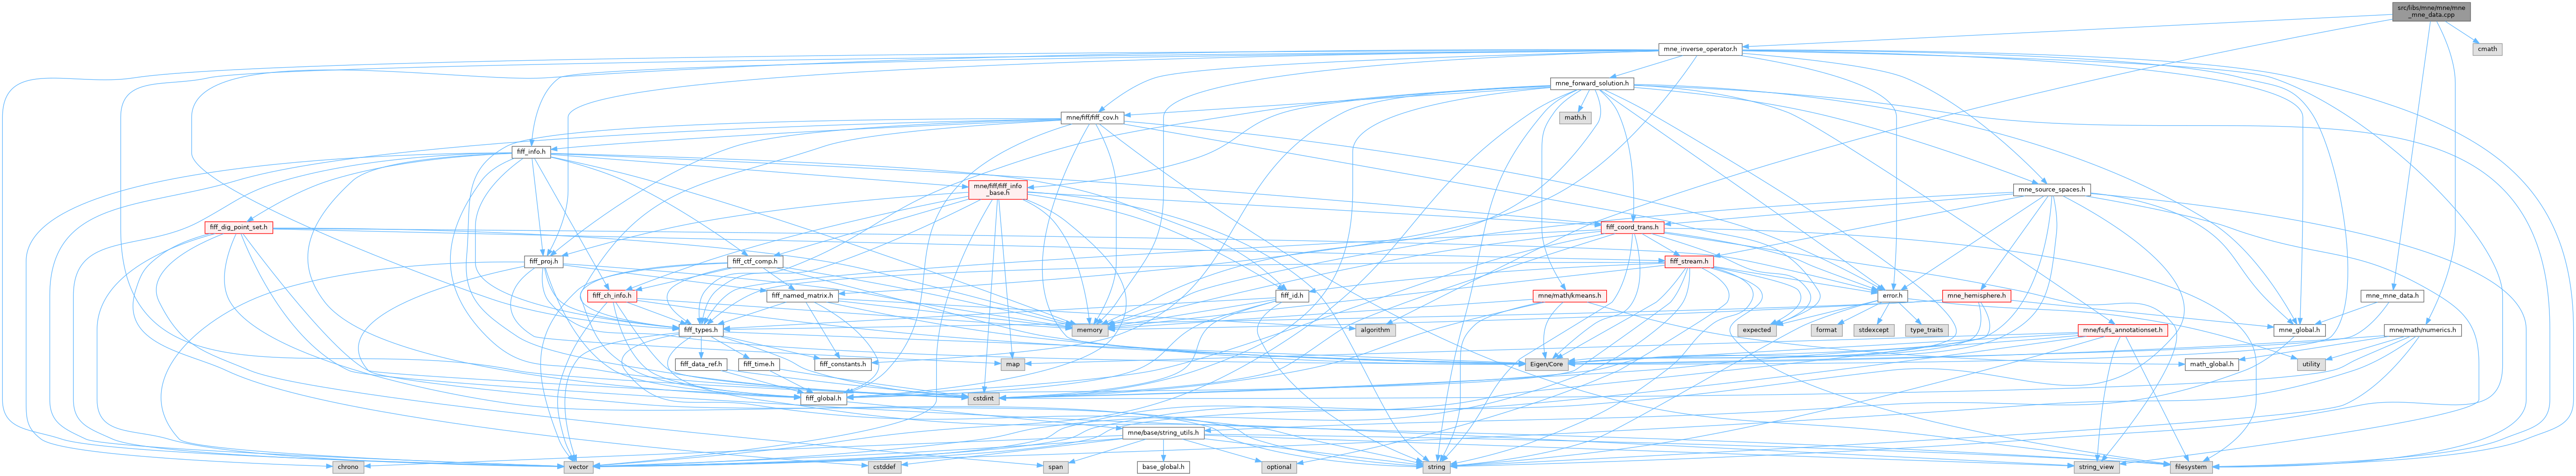 src/libs/mne/mne/mne
_mne_data.cpp
mne_inverse_operator.h
cmath
mne_forward_solution.h
mne/fiff/fiff_cov.h
math.h
fiff_info.h
mne/fiff/fiff_info
_base.h
mne_source_spaces.h
fiff_dig_point_set.h
fiff_coord_trans.h
fiff_proj.h
fiff_ctf_comp.h
fiff_stream.h
fiff_ch_info.h
fiff_named_matrix.h
fiff_id.h
mne/math/kmeans.h
error.h
mne_hemisphere.h
mne_mne_data.h
fiff_types.h
memory
algorithm
expected
format
stdexcept
type_traits
mne/fs/fs_annotationset.h
mne_global.h
mne/math/numerics.h
fiff_data_ref.h
fiff_time.h
fiff_constants.h
map
Eigen/Core
math_global.h
utility
fiff_global.h
cstdint
mne/base/string_utils.h
chrono
vector
cstddef
span
base_global.h
optional
string
string_view
filesystem